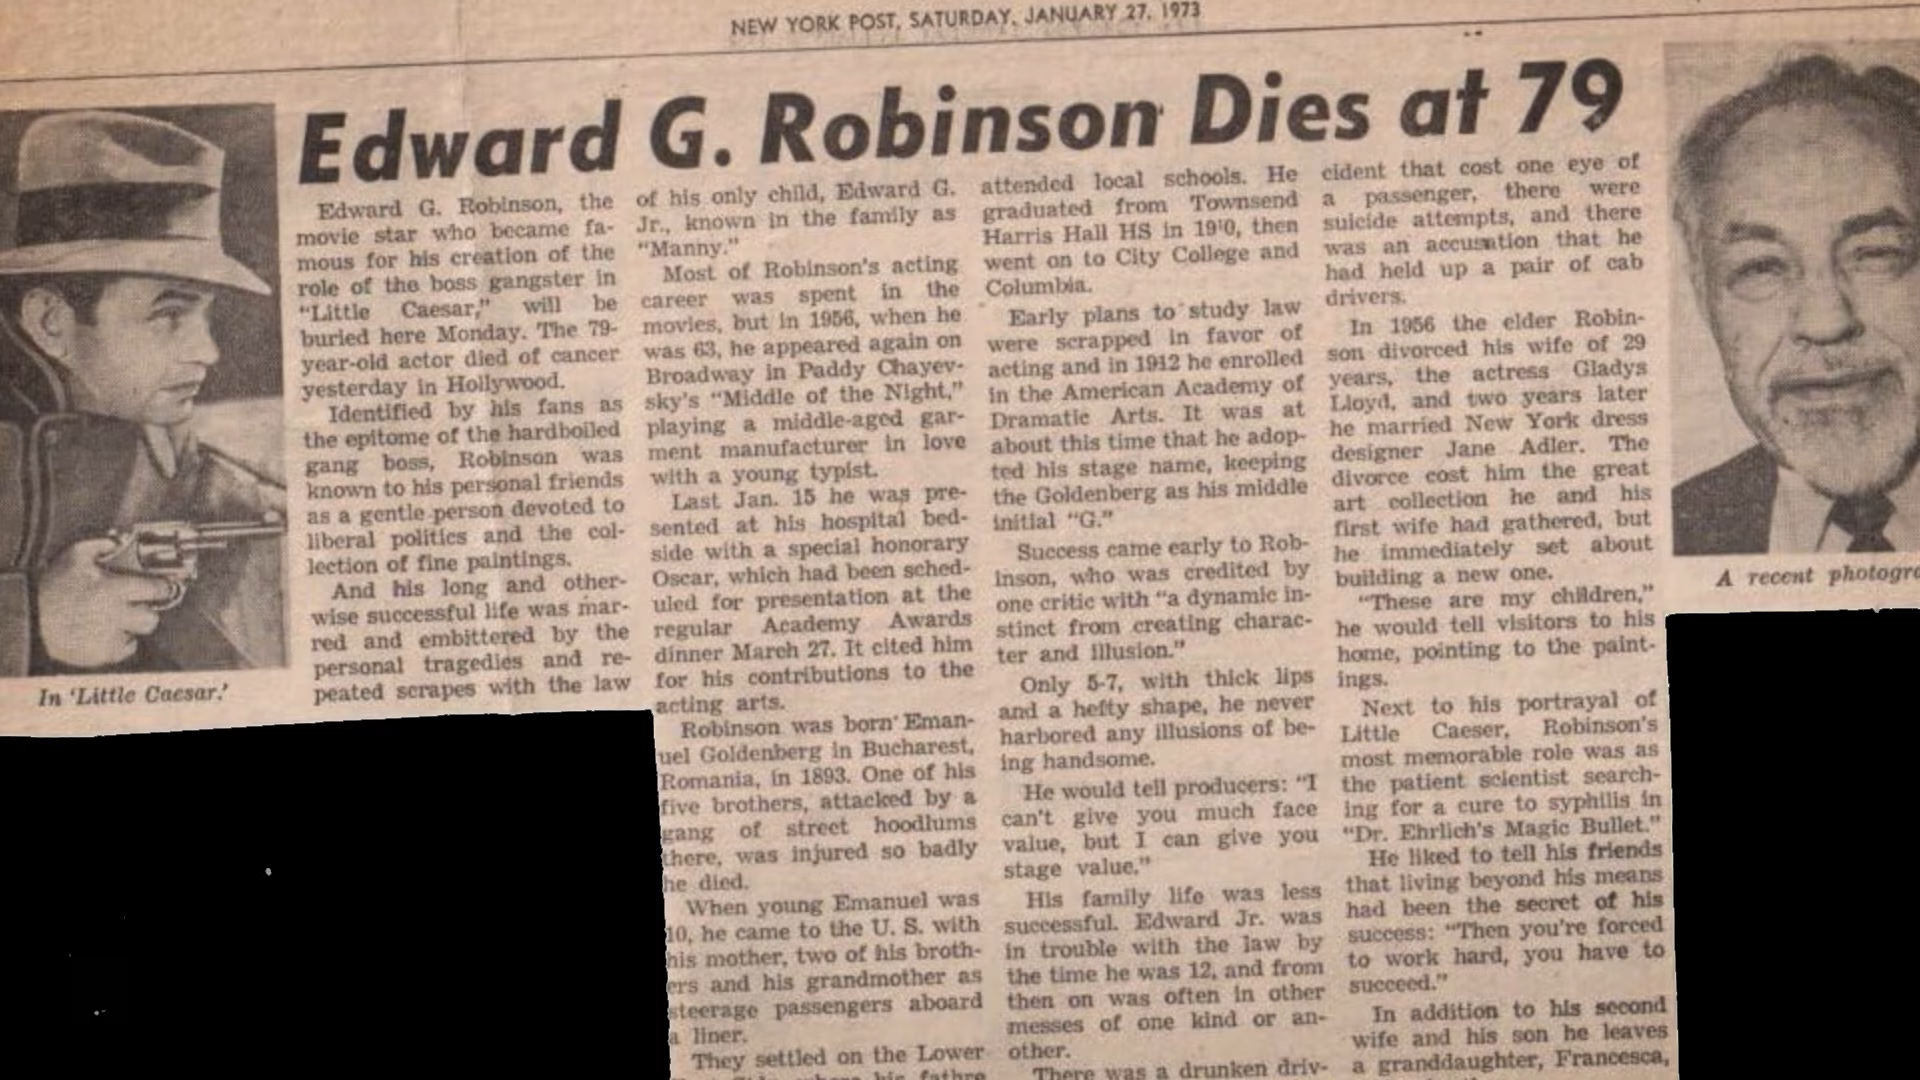 NEW YORK POST, SATURDAY, JANUARY 27, 1973
Edward G. Robinson Dies at 79
In 'Little Caesar.'
Edward G. Robinson, the
movie star who became fa-
mous for his creation of the
role of the boss gangster in
"Little Caesar," will be
buried here Monday. The 79-
year-old actor died of cancer
yesterday in Hollywood.
Identified by his fans as
the epitome of the hardboiled
gang boss, Robinson was
known to his personal friends
as a gentle person devoted to
liberal politics and the col-
lection of fine paintings.
And his long and other-
wise successful life was mar-
red and embittered by the
personal tragedies and re-
peated scrapes with the law
of his only child, Edward G.
Jr., known in the family as
"Manny."
Most of Robinson's acting
career was spent in the
movies, but in 1956, when he
was 63, he appeared again on
Broadway in Paddy Chayev-
sky's "Middle of the Night,"
playing a middle-aged gar-
ment manufacturer in love
with a young typist.
Last Jan. 15 he was pre-
sented at his hospital bed-
side with a special honorary
Oscar, which had been sched-
uled for presentation at the
regular Academy Awards
dinner March 27. It cited him
for his contributions to the
acting arts.
Robinson was born Eman-
uel Goldenberg in Bucharest,
Romania, in 1893. One of his
five brothers, attacked by a
gang of street hoodlums
there, was injured so badly
he died.
When young Emanuel was
10, he came to the U. S. with
his mother, two of his broth-
ers and his grandmother as
steerage passengers aboard
a liner.
They settled on the Lower
his fathre
attended local schools. He
graduated from Townsend
Harris Hall HS in 1910, then
went on to City College and
Columbia.
Early plans to study law
were scrapped in favor of
acting and in 1912 he enrolled
in the American Academy of
Dramatic Arts. It was at
about this time that he adop-
ted his stage name, keeping
the Goldenberg as his middle
initial "G."
Success came early to Rob-
inson, who was credited by
one critic with "a dynamic in-
stinct from creating charac-
ter and illusion."
Only 5-7, with thick lips
and a hefty shape, he never
harbored any illusions of be-
ing handsome.
He would tell producers: "I
can't give you much face
value, but I can give you
stage value."
His family life was less
successful. Edward Jr. was
in trouble with the law by
the time he was 12, and from
then on was often in other
messes of one kind or an-
other.
There was a drunken driv-
cident that cost one eye of
a passenger, there were
suicide attempts, and there
was an accusation that he
had held up a pair of cab
drivers.
In 1956 the elder Robin-
son divorced his wife of 29
years, the actress Gladys
Lloyd, and two years later
he married New York dress
designer Jane Adler. The
divorce cost him the great
art collection he and his
first wife had gathered, but
he immediately set about
building a new one.
"These are my children,"
he would tell visitors to his
home, pointing to the paint-
ings.
Next to his portrayal of
Little Caeser, Robinson's
most memorable role was as
the patient scientist search-
ing for a cure to syphilis in
"Dr. Ehrlich's Magic Bullet."
He liked to tell his friends
that living beyond his means
had been the secret of his
success: "Then you're forced
to work hard, you have to
succeed."
In addition to his second
wife and his son he leaves
a granddaughter, Francesca,
A recent photogra